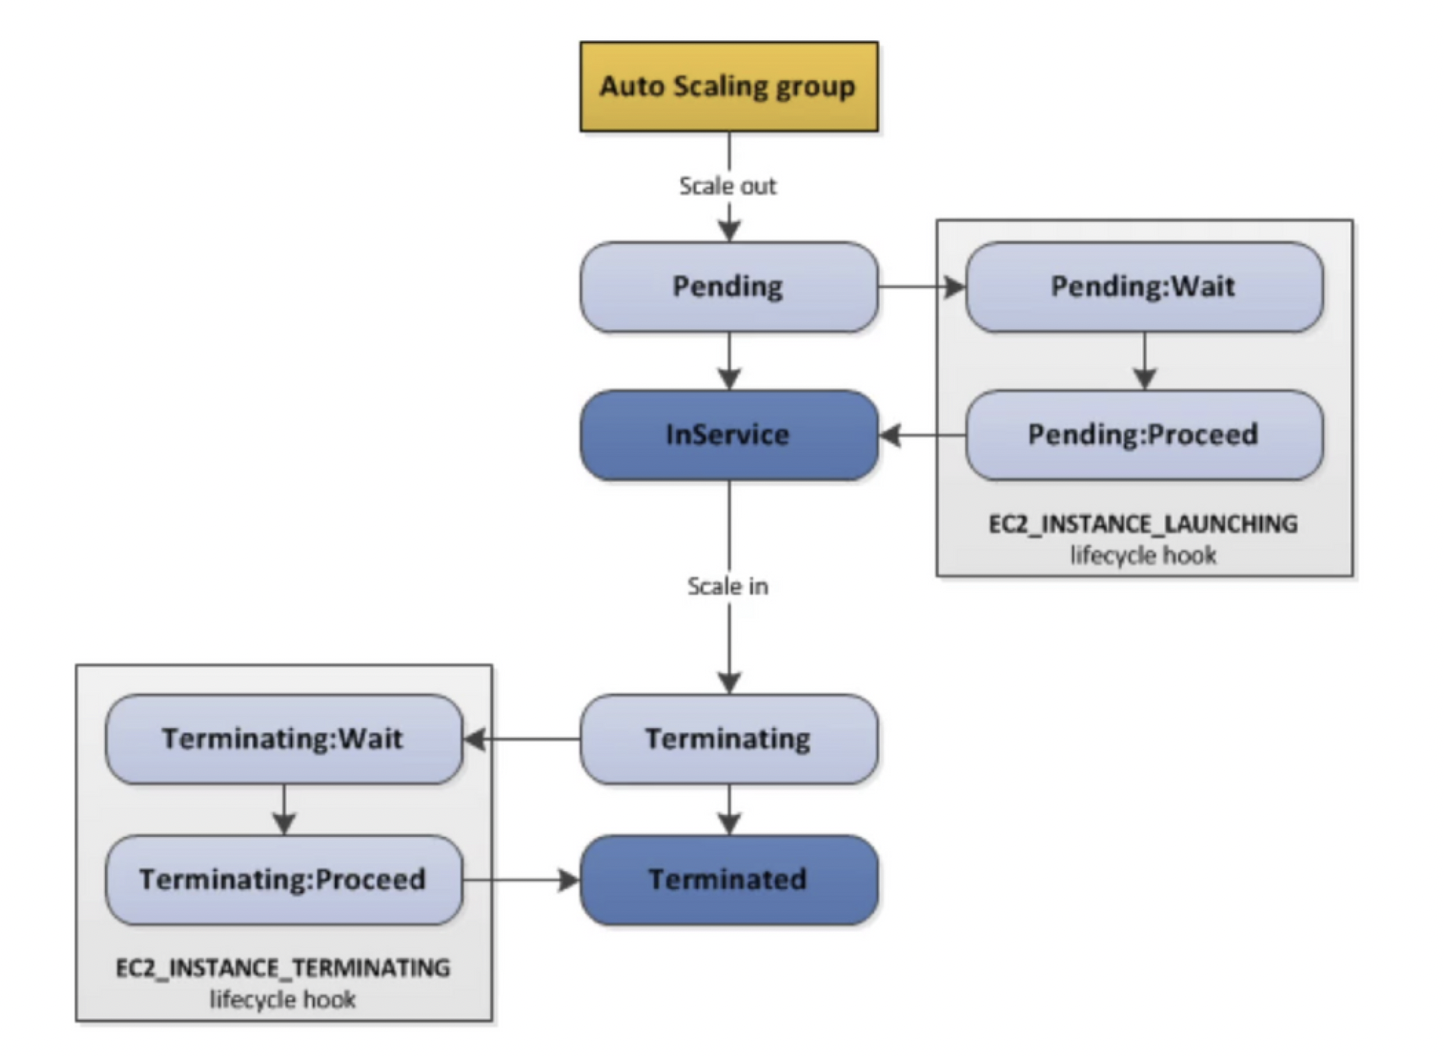 Auto Scaling group
Scale out
Pending
Pending:Wait
InService
Pending:Proceed
EC2_INSTANCE_LAUNCHING
lifecycle hook
Scale in
Terminating:Wait
Terminating
Terminating:Proceed
Terminated
EC2_INSTANCE_TERMINATING
lifecycle hook